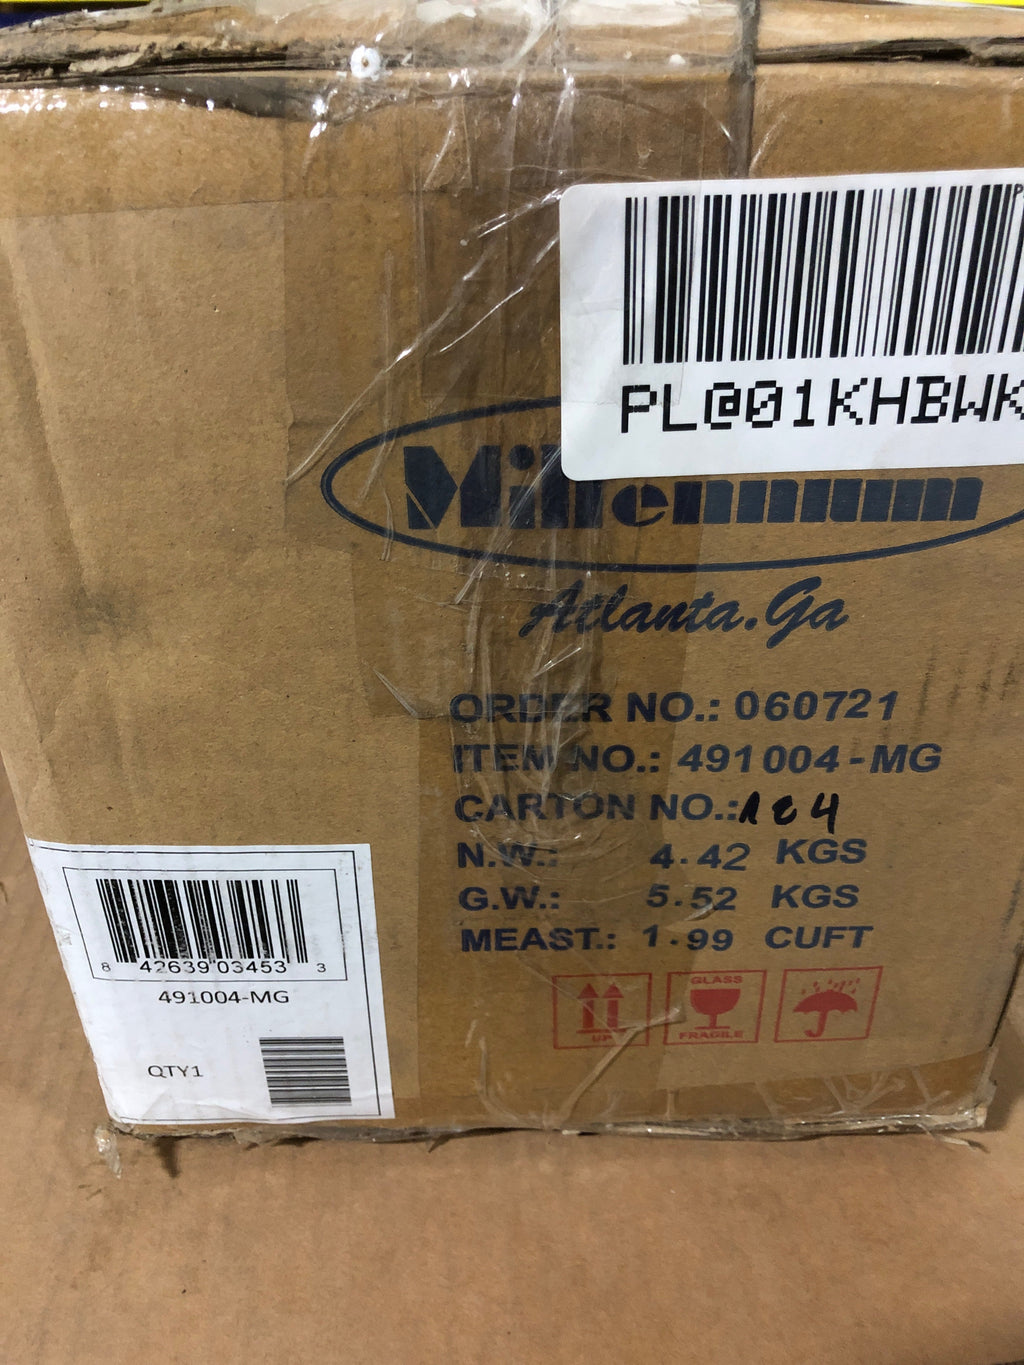 PL@01KHBWK
Millennium
Atlanta.Ga
ORDER NO.: 060721
ITEM NO.: 491004-MG
CARTON NO.:
N.W.: 4.42 KGS
G.W.: 5.52 KGS
MEAST.: 1.99 CUFT
UP
GLASS
FRAGILE
8 42639 03453 3
491004-MG
QTY1